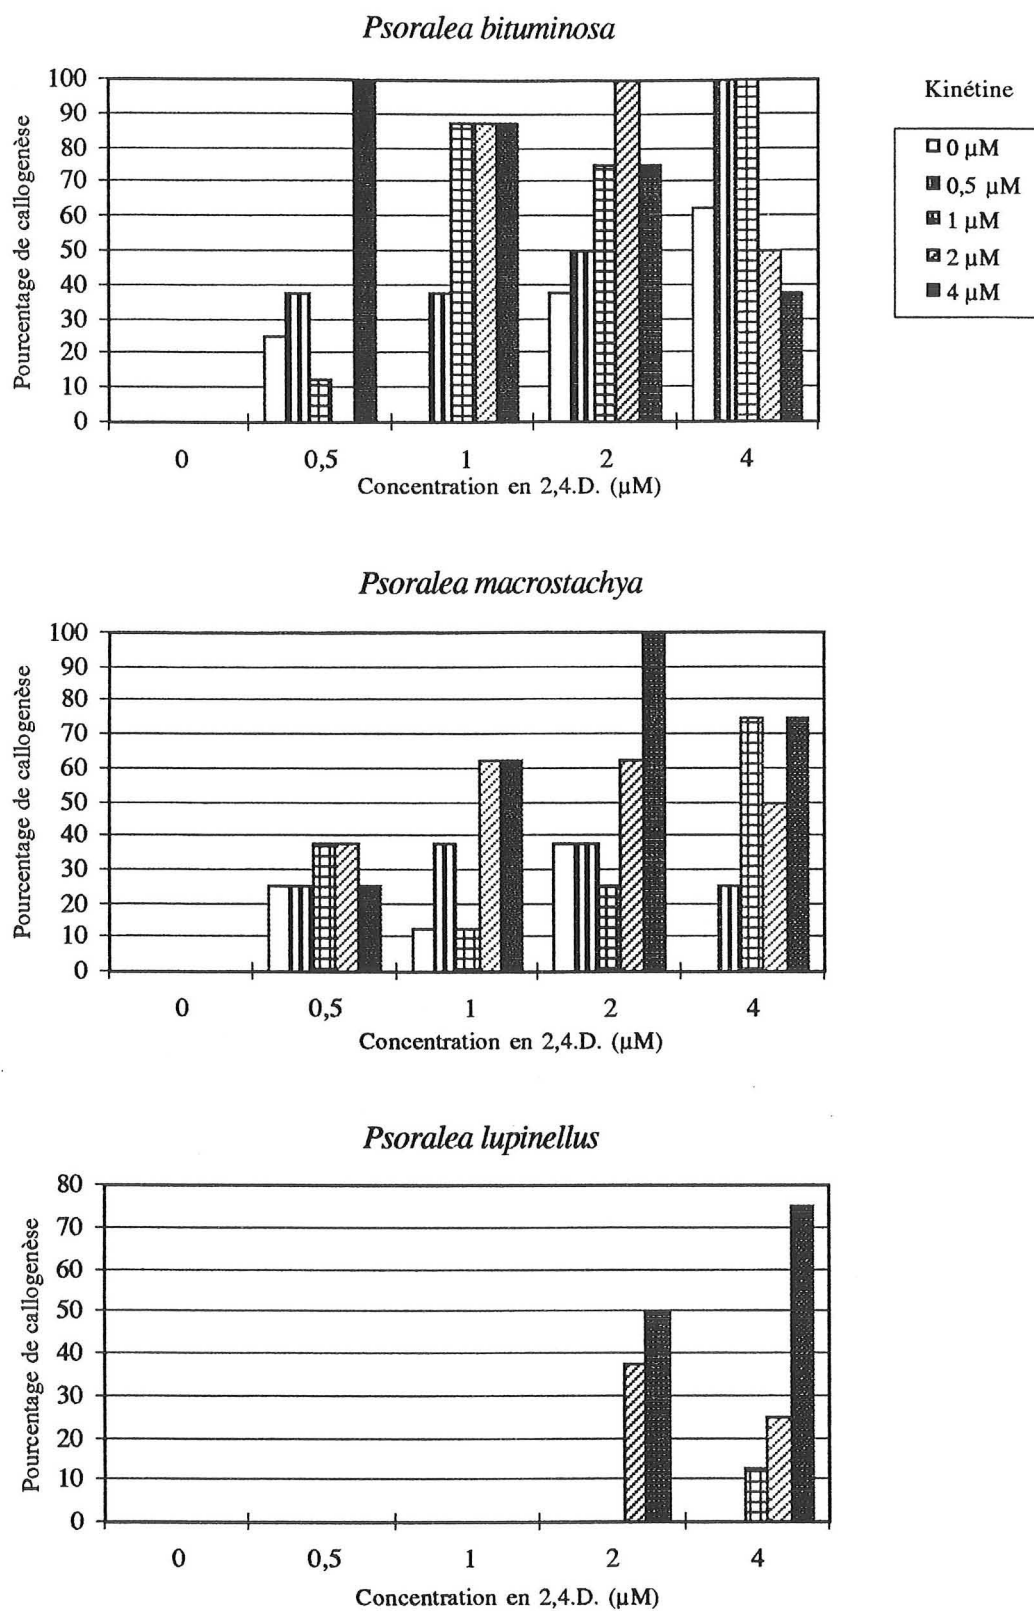 Psoralea bituminosa
Pourcentage de callogenèse
100
90
80
70
60
50
40
30
20
10
0
0 0,5 1 2 4
Concentration en 2,4.D. (µM)
Kinétine
0 µM
0,5 µM
1 µM
2 µM
4 µM
Psoralea macrostachya
Pourcentage de callogenèse
100
90
80
70
60
50
40
30
20
10
0
0 0,5 1 2 4
Concentration en 2,4.D. (µM)
Psoralea lupinellus
Pourcentage de callogenèse
80
70
60
50
40
30
20
10
0
0 0,5 1 2 4
Concentration en 2,4.D. (µM)